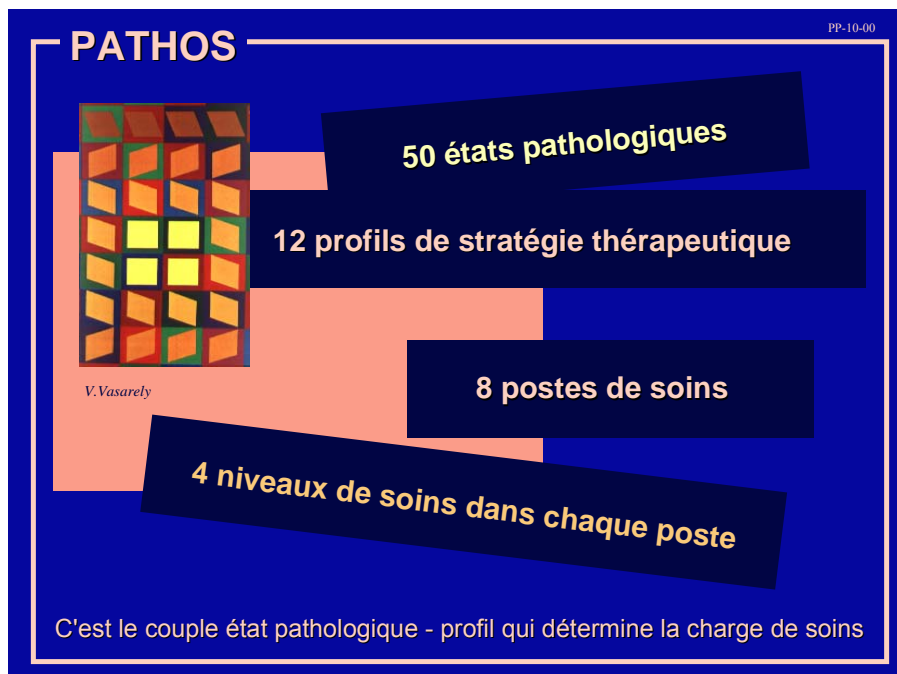 PP-10-00
PATHOS
50 états pathologiques
12 profils de stratégie thérapeutique
8 postes de soins
V.Vasarely
4 niveaux de soins dans chaque poste
C'est le couple état pathologique - profil qui détermine la charge de soins